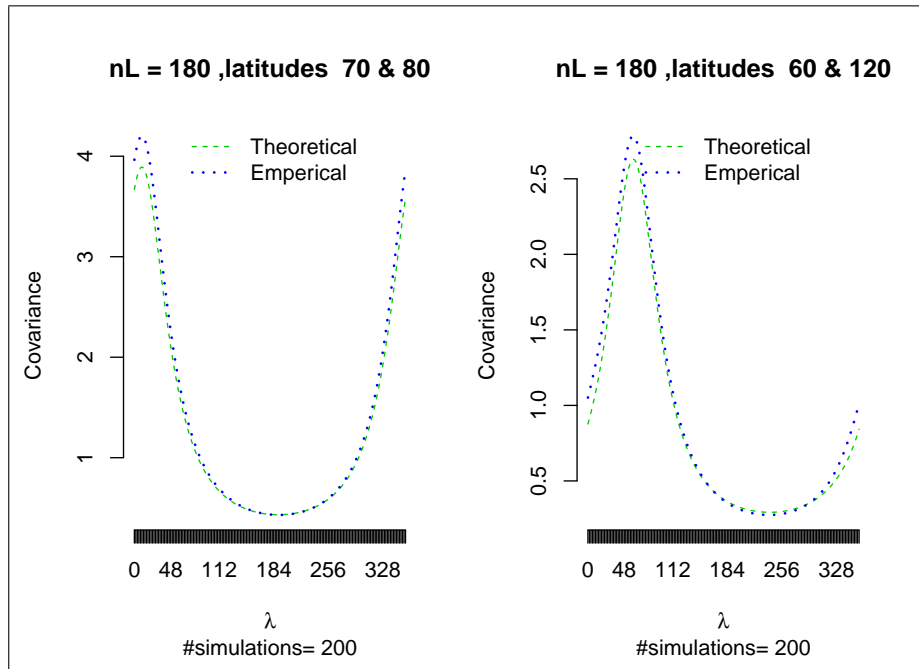 nL = 180 ,latitudes  70 & 80
Theoretical
Emperical
Covariance
4
3
2
1
0 48 112 184 256 328
λ
#simulations= 200
nL = 180 ,latitudes  60 & 120
Theoretical
Emperical
Covariance
2.5
2.0
1.5
1.0
0.5
0 48 112 184 256 328
λ
#simulations= 200